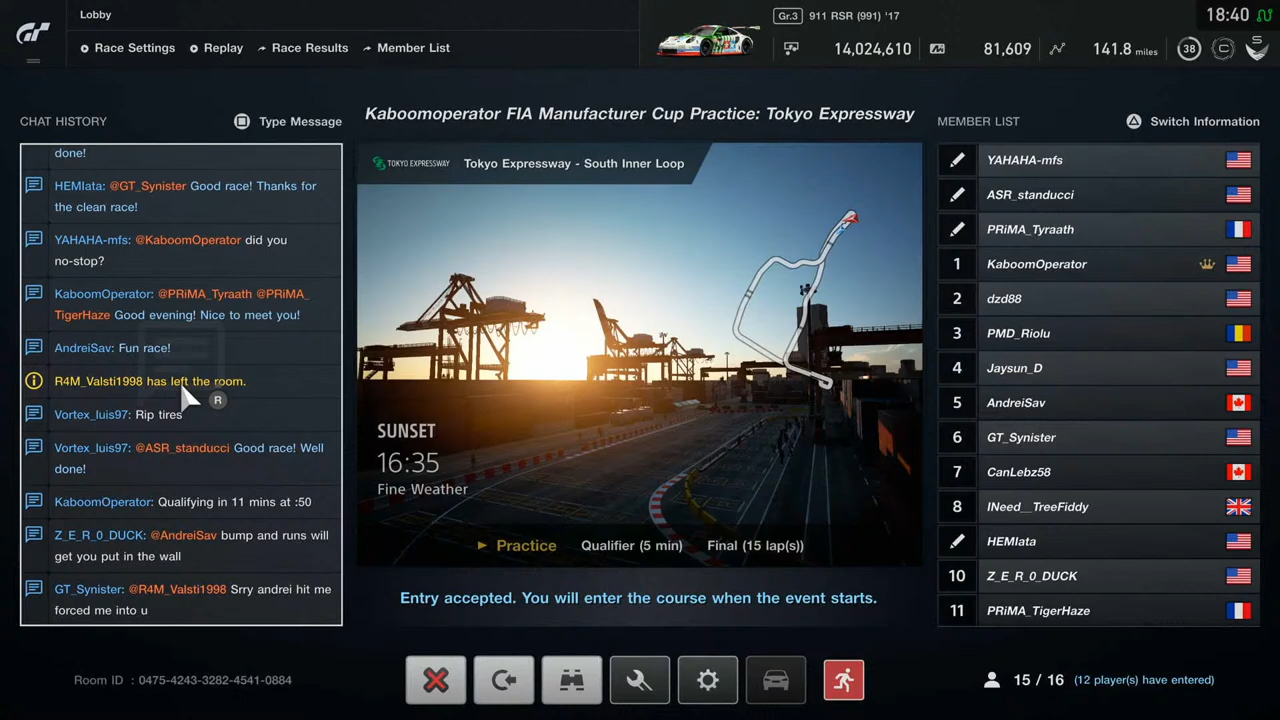 Lobby
Race Settings
Replay
Race Results
Member List
Gr.3
911 RSR (991) '17
14,024,610
81,609
141.8 miles
38
C
S
18:40
CHAT HISTORY
Type Message
done!
HEMIata: @GT_Synister Good race! Thanks for
the clean race!
YAHAHA-mfs: @KaboomOperator did you
no-stop?
KaboomOperator: @PRiMA_Tyraath @PRiMA_
TigerHaze Good evening! Nice to meet you!
AndreiSav: Fun race!
R4M_Valsti1998 has left the room.
R
Vortex_luis97: Rip tires
Vortex_luis97: @ASR_standucci Good race! Well
done!
KaboomOperator: Qualifying in 11 mins at :50
Z_E_R_0_DUCK: @AndreiSav bump and runs will
get you put in the wall
GT_Synister: @R4M_Valsti1998 Srry andrei hit me
forced me into u
Room ID : 0475-4243-3282-4541-0884
Kaboomoperator FIA Manufacturer Cup Practice: Tokyo Expressway
TOKYO EXPRESSWAY
Tokyo Expressway - South Inner Loop
SUNSET
16:35
Fine Weather
Practice
Qualifier (5 min)
Final (15 lap(s))
Entry accepted. You will enter the course when the event starts.
MEMBER LIST
Switch Information
YAHAHA-mfs
ASR_standucci
PRiMA_Tyraath
1 KaboomOperator
2 dzd88
3 PMD_Riolu
4 Jaysun_D
5 AndreiSav
6 GT_Synister
7 CanLebz58
8 INeed__TreeFiddy
HEMIata
10 Z_E_R_0_DUCK
11 PRiMA_TigerHaze
15 / 16
(12 player(s) have entered)